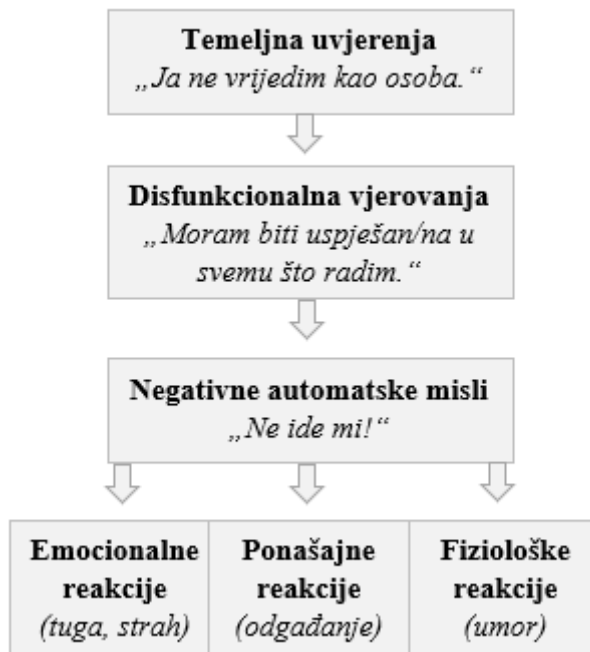 Temeljna uvjerenja
„Ja ne vrijedim kao osoba.“
Disfunkcionalna vjerovanja
„Moram biti uspješan/na u
svemu što radim.“
Negativne automatske misli
„Ne ide mi!“
Emocionalne
reakcije
(tuga, strah)
Ponašajne
reakcije
(odgađanje)
Fiziološke
reakcije
(umor)